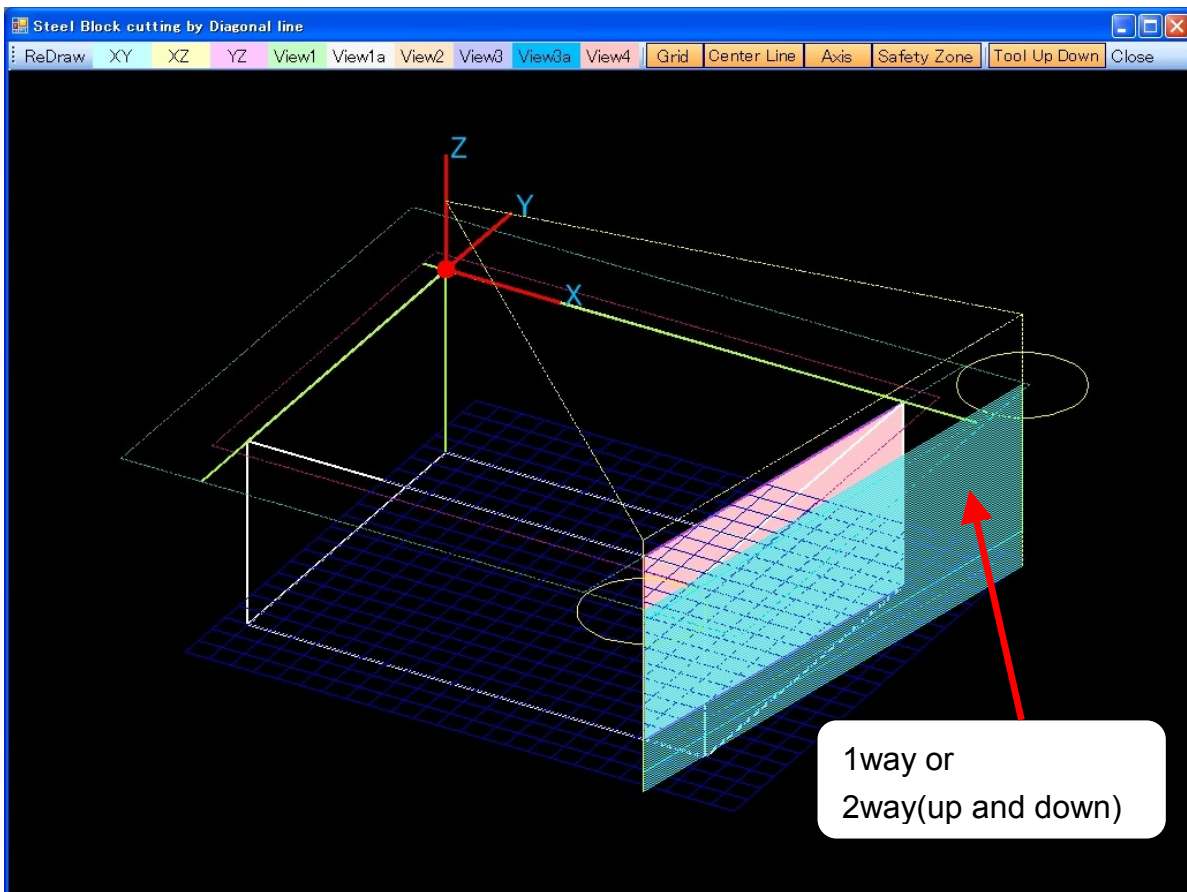 Steel Block cutting by Diagonal line
ReDraw XY XZ YZ View1 View1a View2 View3 View3a View4 Grid Center Line Axis Safety Zone Tool Up Down Close
Z
Y
X
1way or
2way(up and down)